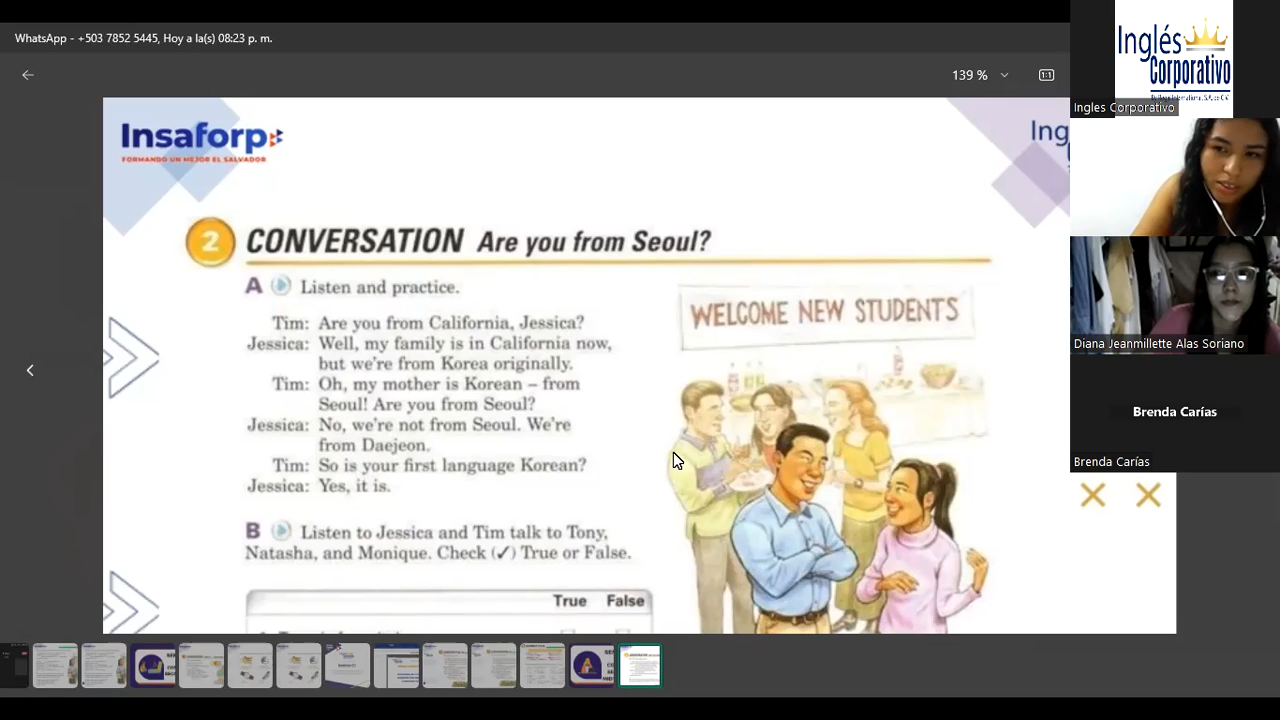 WhatsApp - +503 7852 5445, Hoy a la(s) 08:23 p. m.
139 %
1:1
Insaforp
FORMANDO UN MEJOR EL SALVADOR
Ing
2 CONVERSATION Are you from Seoul?
A Listen and practice.
Tim: Are you from California, Jessica?
Jessica: Well, my family is in California now,
but we're from Korea originally.
Tim: Oh, my mother is Korean – from
Seoul! Are you from Seoul?
Jessica: No, we're not from Seoul. We're
from Daejeon.
Tim: So is your first language Korean?
Jessica: Yes, it is.
B Listen to Jessica and Tim talk to Tony,
Natasha, and Monique. Check (✓) True or False.
True False
WELCOME NEW STUDENTS
Inglés
Corporativo
Ingles Corporativo
Diana Jeanmillette Alas Soriano
Brenda Carías
Brenda Carías